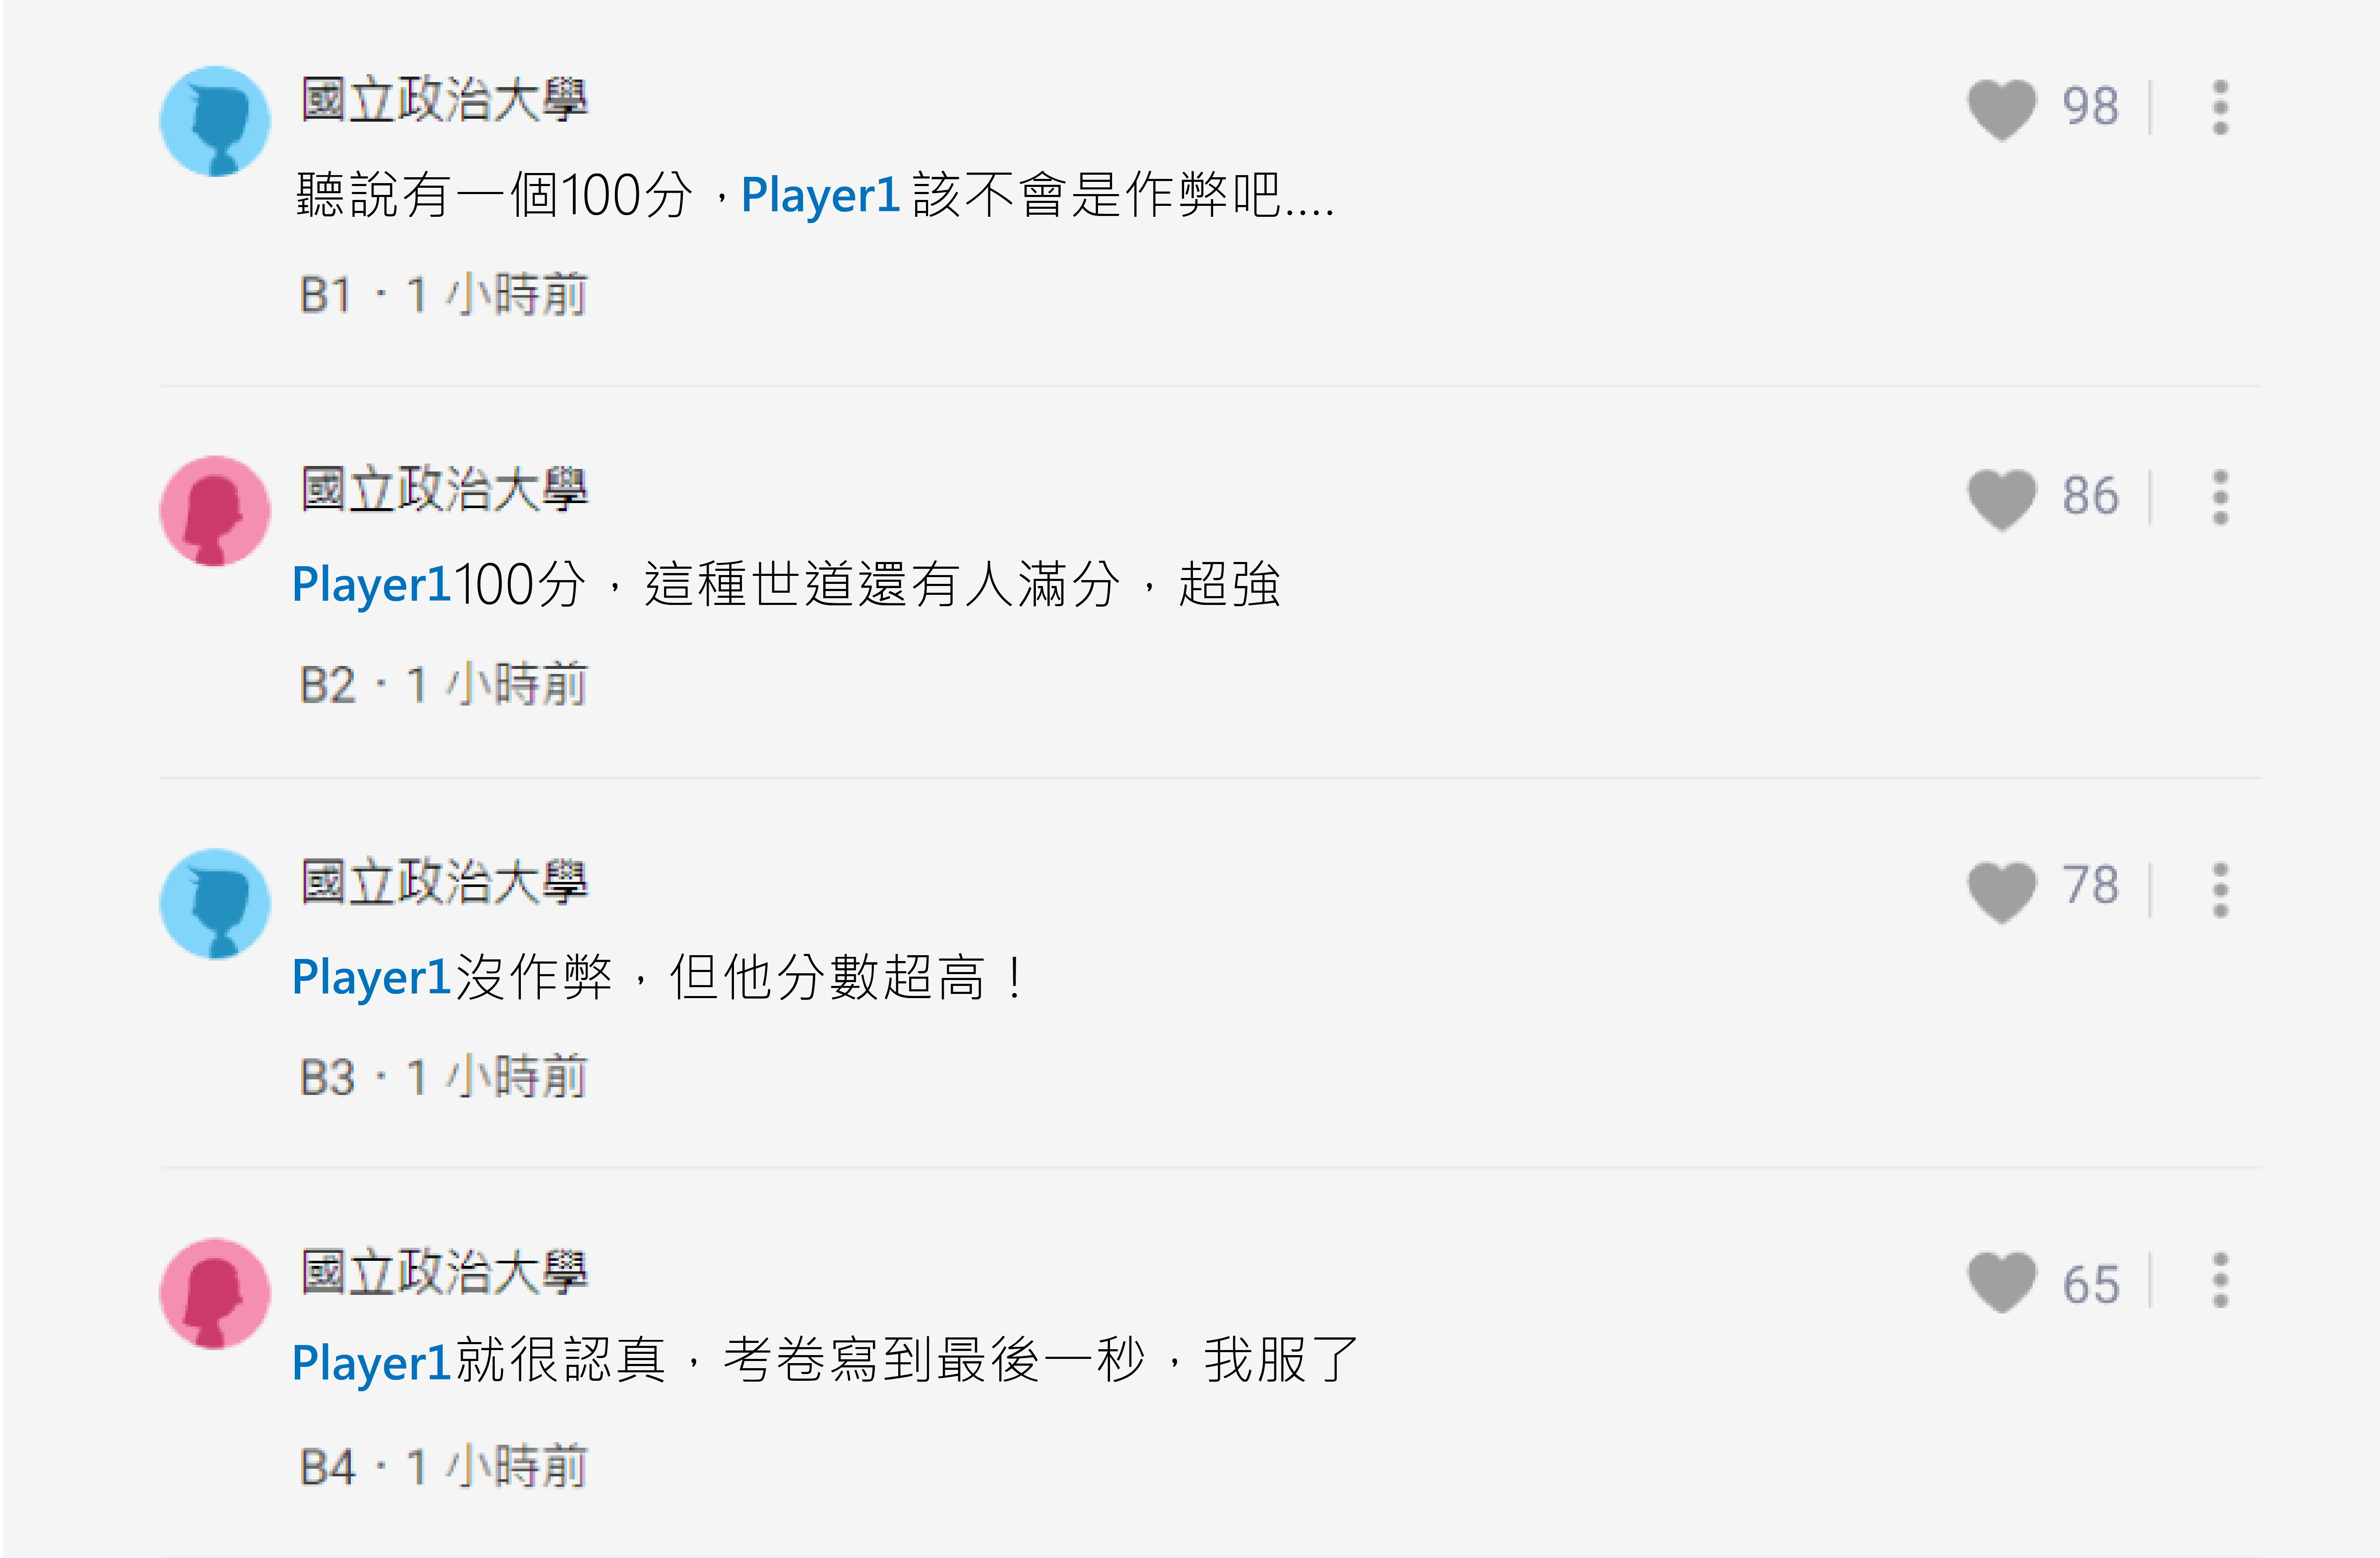 國立政治大學
98
聽說有一個100分，Player1 該不會是作弊吧....
B1．1 小時前
國立政治大學
86
Player1100分，這種世道還有人滿分，超強
B2．1 小時前
國立政治大學
78
Player1沒作弊，但他分數超高！
B3．1 小時前
國立政治大學
65
Player1就很認真，考卷寫到最後一秒，我服了
B4．1 小時前